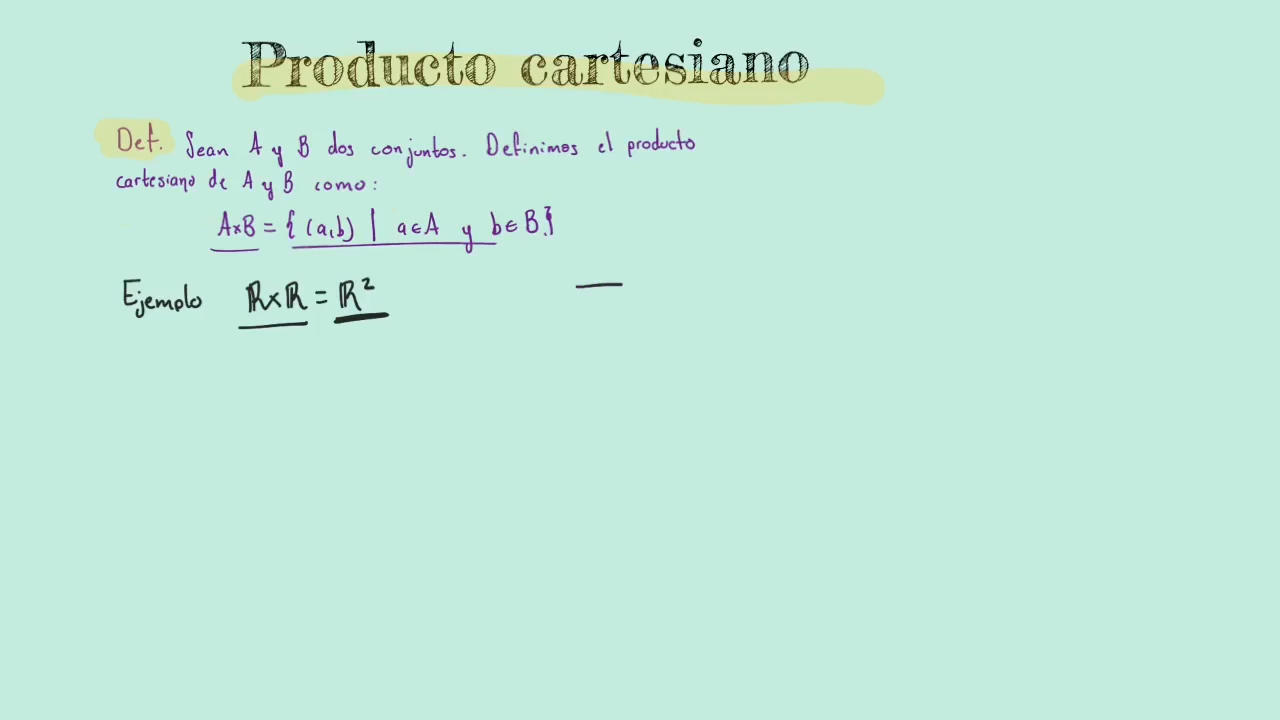 Producto cartesiano
Def. Sean A y B dos conjuntos. Definimos el producto
cartesiano de A y B como:
A×B = { (a,b) | a∈A y b∈B}
Ejemplo ℝ×ℝ = ℝ²